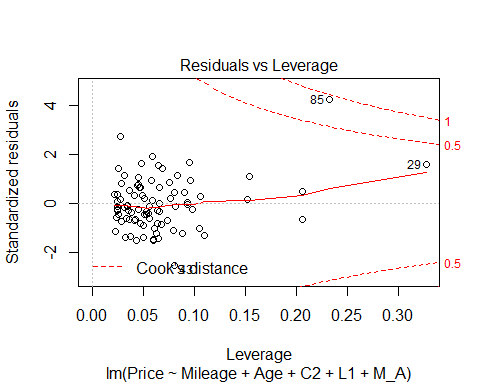 Residuals vs Leverage
Standardized residuals
4
2
0
-2
85
29
43
1
0.5
0.5
Cook's distance
0.00 0.05 0.10 0.15 0.20 0.25 0.30
Leverage
lm(Price ~ Mileage + Age + C2 + L1 + M_A)